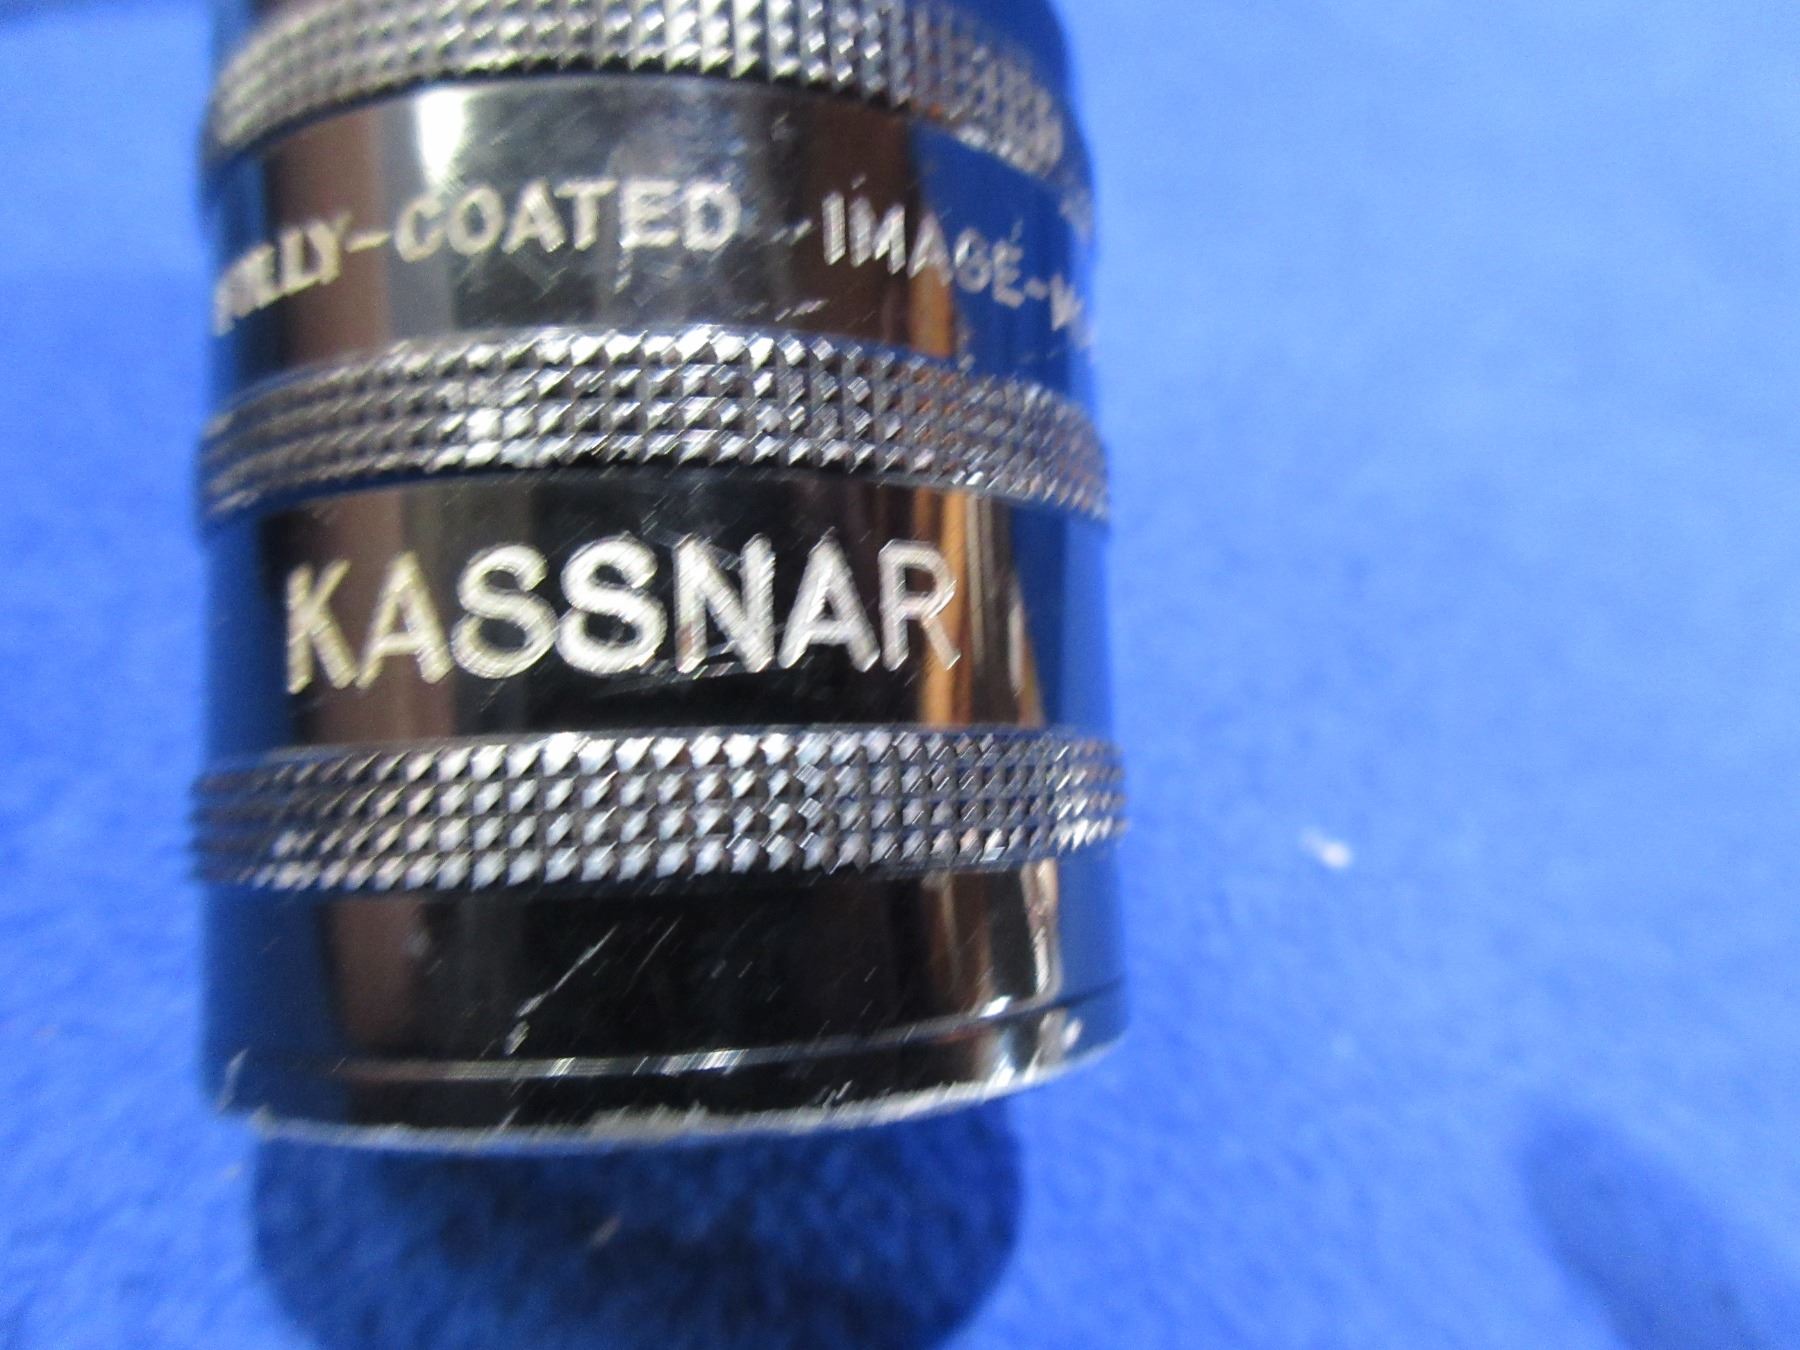 FULLY-COATED IMAGE-
KASSNAR